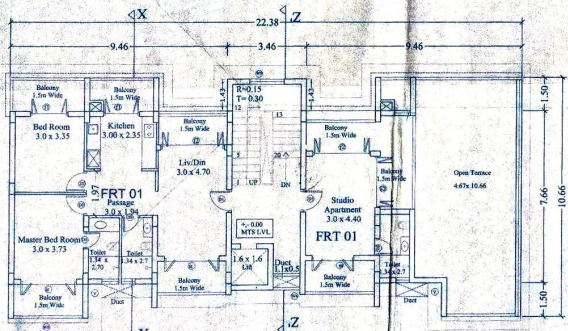 X
Z
22.38
9.46
3.46
9.46
Balcony
1.5m Wide
Balcony
1.5m Wide
1.43
R=0.15
T= 0.30
1.43
1.50
12
13
Bed Room
3.0 x 3.35
Kitchen
3.00 x 2.35
Balcony
1.5m Wide
Balcony
1.5m Wide
Liv/Din
3.0 x 4.70
5
20
1 UP
DN
Balcony
1.5m Wide
Open Terrace
4.67x 10.66
7.66
10.66
1.97
FRT 01
Passage
3.0 x 1.94
Studio
Apartment
3.0 x 4.40
FRT 01
+,- 0.00
MTS LVL
Master Bed Room
3.0 x 3.73
Toilet
1.34 x
2.70
Toilet
1.34 x 2.7
1.6 x 1.6
Lift
Duct
1.1x0.5
Toilet
1.34 x 2.7
Balcony
1.5m Wide
Balcony
1.5m Wide
Balcony
1.5m Wide
Duct
Duct
1.50
X
Z